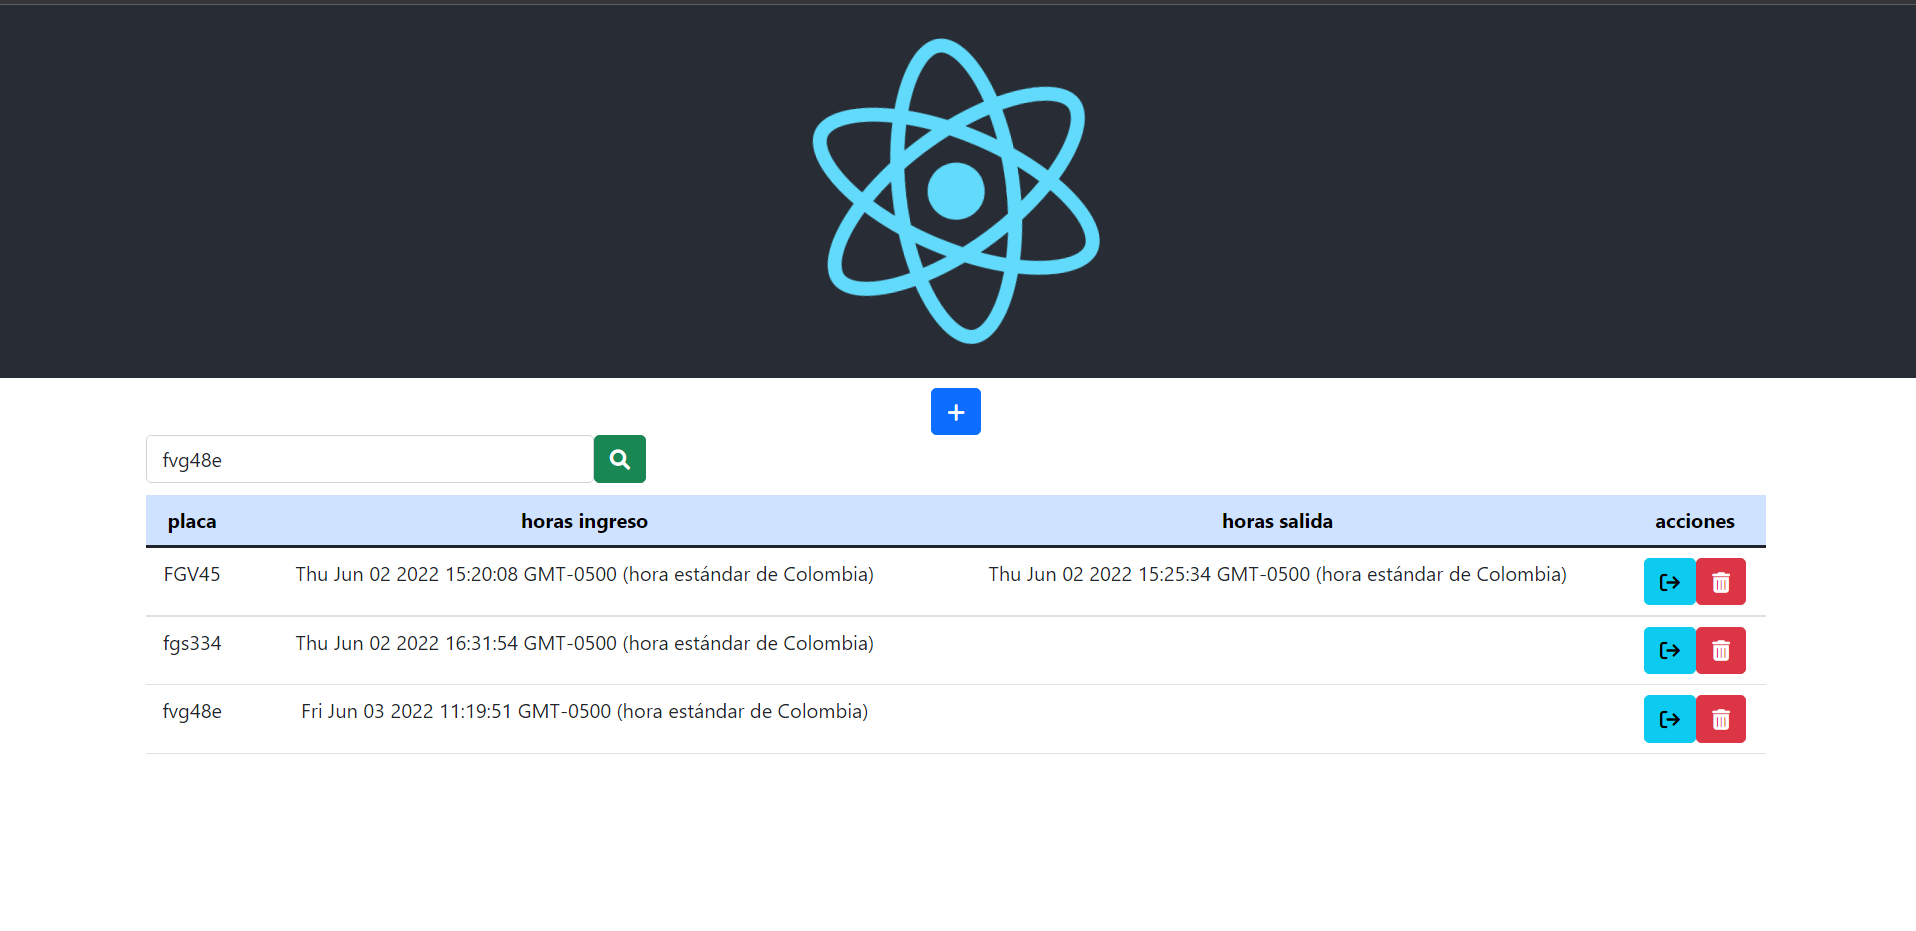 +
fvg48e
placa horas ingreso horas salida acciones
FGV45 Thu Jun 02 2022 15:20:08 GMT-0500 (hora estándar de Colombia) Thu Jun 02 2022 15:25:34 GMT-0500 (hora estándar de Colombia)
fgs334 Thu Jun 02 2022 16:31:54 GMT-0500 (hora estándar de Colombia)
fvg48e Fri Jun 03 2022 11:19:51 GMT-0500 (hora estándar de Colombia)